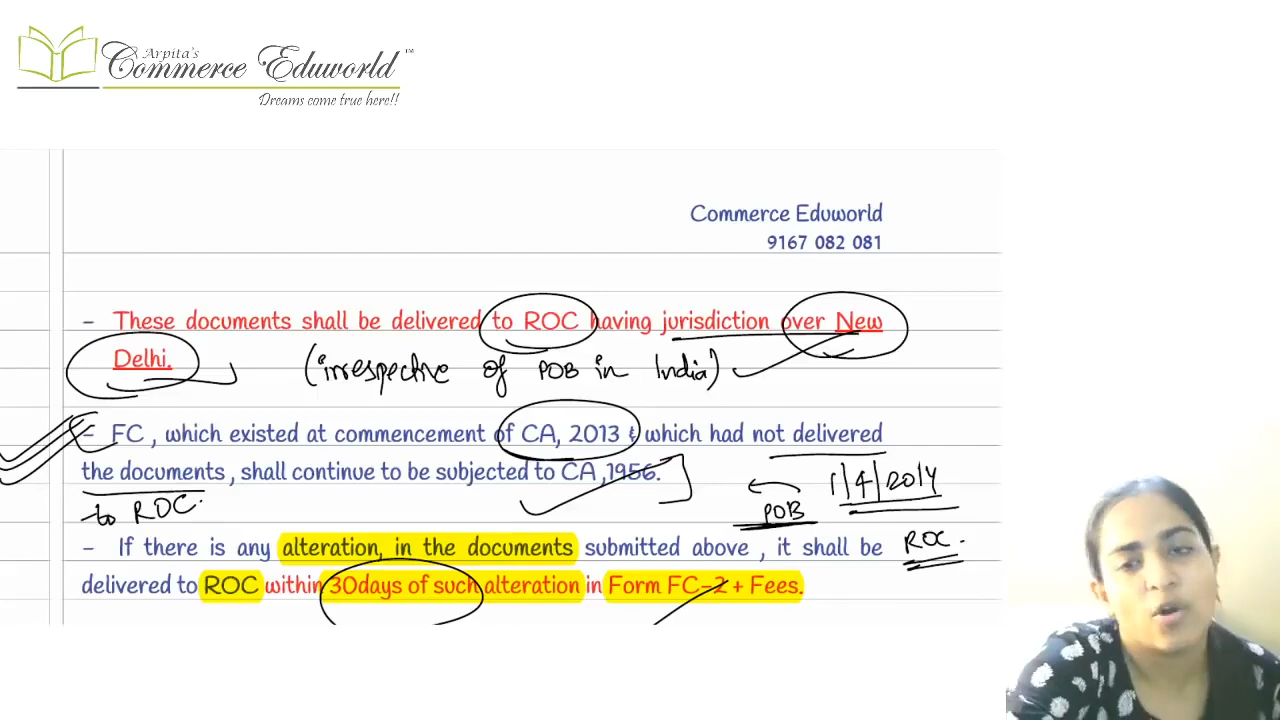 Arpita's
Commerce Eduworld™
Dreams come true here!!
Commerce Eduworld
9167 082 081
- These documents shall be delivered to ROC having jurisdiction over New
Delhi. (irrespective of POB in India)
- FC , which existed at commencement of CA, 2013 & which had not delivered
the documents , shall continue to be subjected to CA ,1956.
to ROC.
1/4/2014
POB
ROC.
- If there is any alteration, in the documents submitted above , it shall be
delivered to ROC within 30days of such alteration in Form FC-2 + Fees.